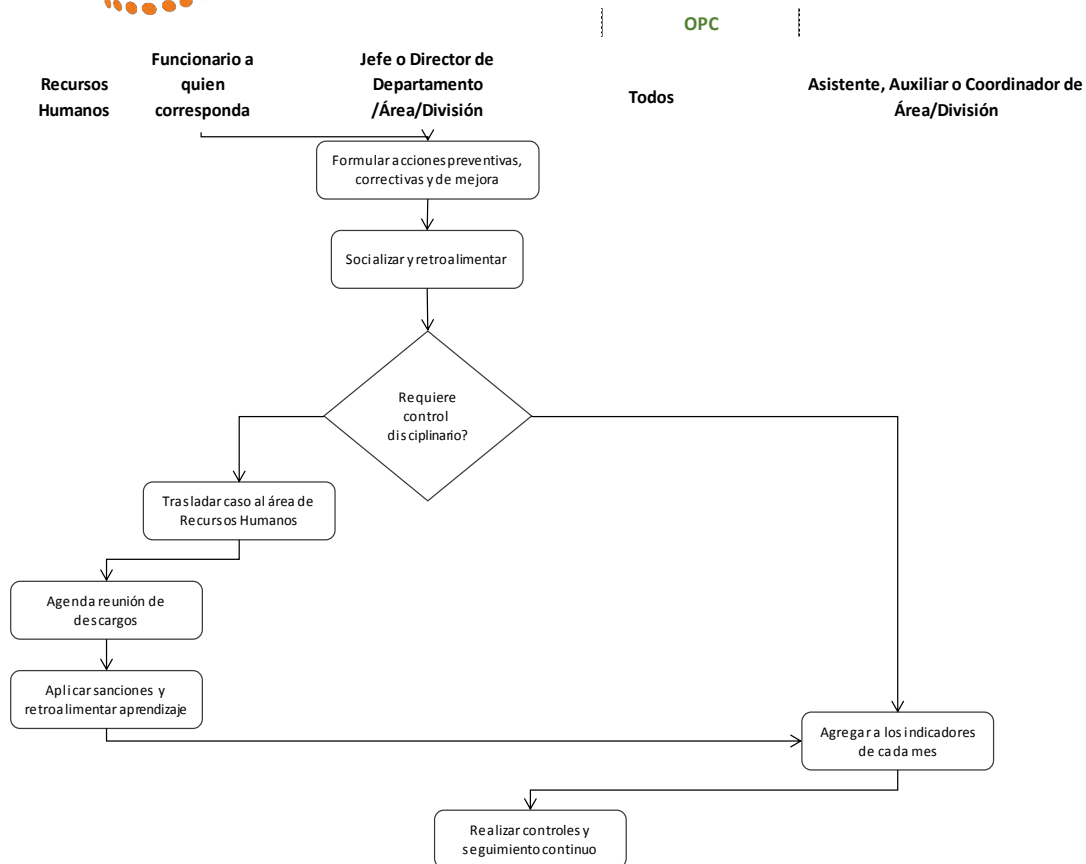 OPC
Recursos
Humanos
Funcionario a
quien
corresponda
Jefe o Director de
Departamento
/Área/División
Todos
Asistente, Auxiliar o Coordinador de
Área/División
Formular acciones preventivas,
correctivas y de mejora
Socializar y retroalimentar
Requiere
control
disciplinario?
Trasladar caso al área de
Recursos Humanos
Agenda reunión de
descargos
Aplicar sanciones y
retroalimentar aprendizaje
Agregar a los indicadores
de cada mes
Realizar controles y
seguimiento continuo